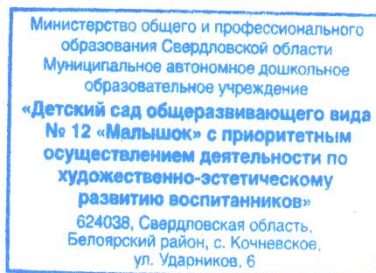 Министерство общего и профессионального
образования Свердловской области
Муниципальное автономное дошкольное
образовательное учреждение
«Детский сад общеразвивающего вида
№ 12 «Малышок» с приоритетным
осуществлением деятельности по
художественно-эстетическому
развитию воспитанников»
624038, Свердловская область,
Белоярский район, с. Кочневское,
ул. Ударников, 6